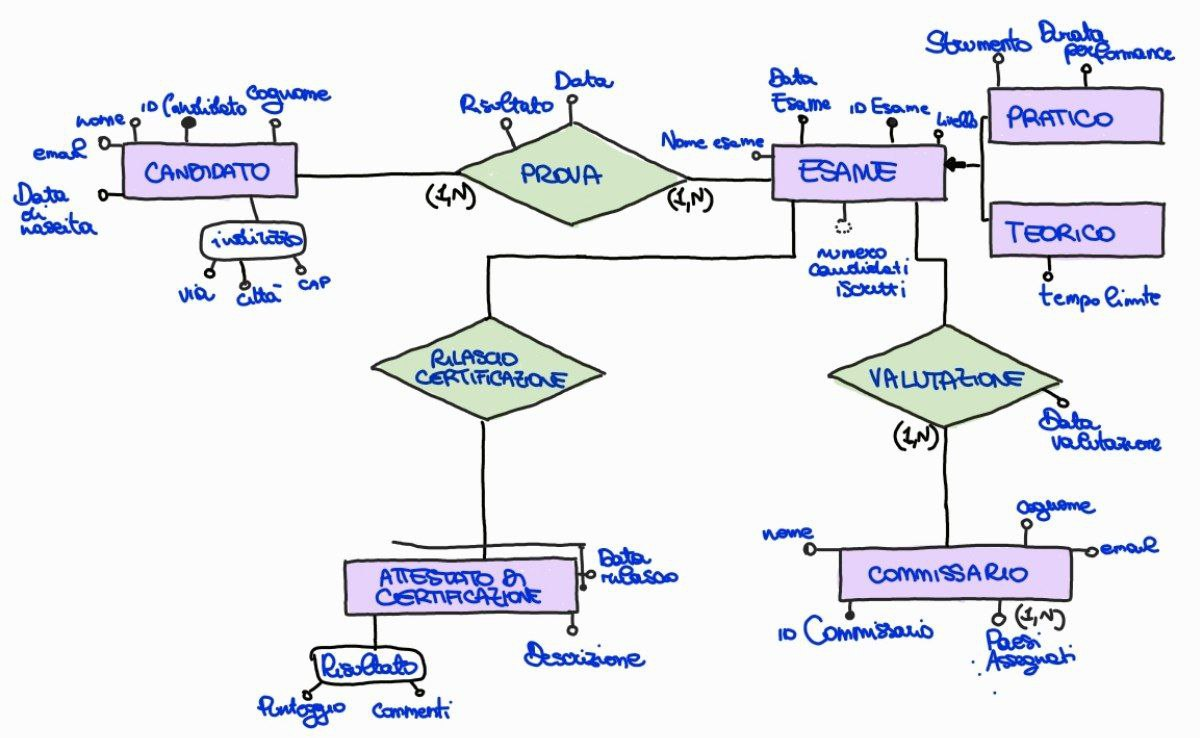 Strumento
Durata
performance
PRATICO
Data
Esame
ID Esame
Livello
Nome esame
ESAME
Data
Risultato
PROVA
(1,N)
(1,N)
nome
ID Candidato
Cognome
email
CANDIDATO
Data
di
nascita
indirizzo
via
città
CAP
TEORICO
tempo limite
numero
candidati
iscritti
RILASCIO
CERTIFICAZIONE
VALUTAZIONE
(1,N)
Data
valutazione
nome
cognome
email
COMMISSARIO
ID Commissario
(1,N)
Paesi
Assegnati
ATTESTATO DI
CERTIFICAZIONE
Data
rilascio
Descrizione
Risultato
Punteggio
Commenti